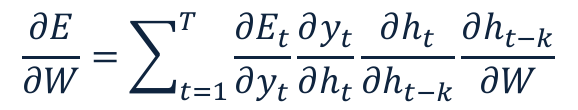 ∂E/∂W = ∑_{t=1}^{T} ∂E_t/∂y_t ∂y_t/∂h_t ∂h_t/∂h_{t−k} ∂h_{t−k}/∂W